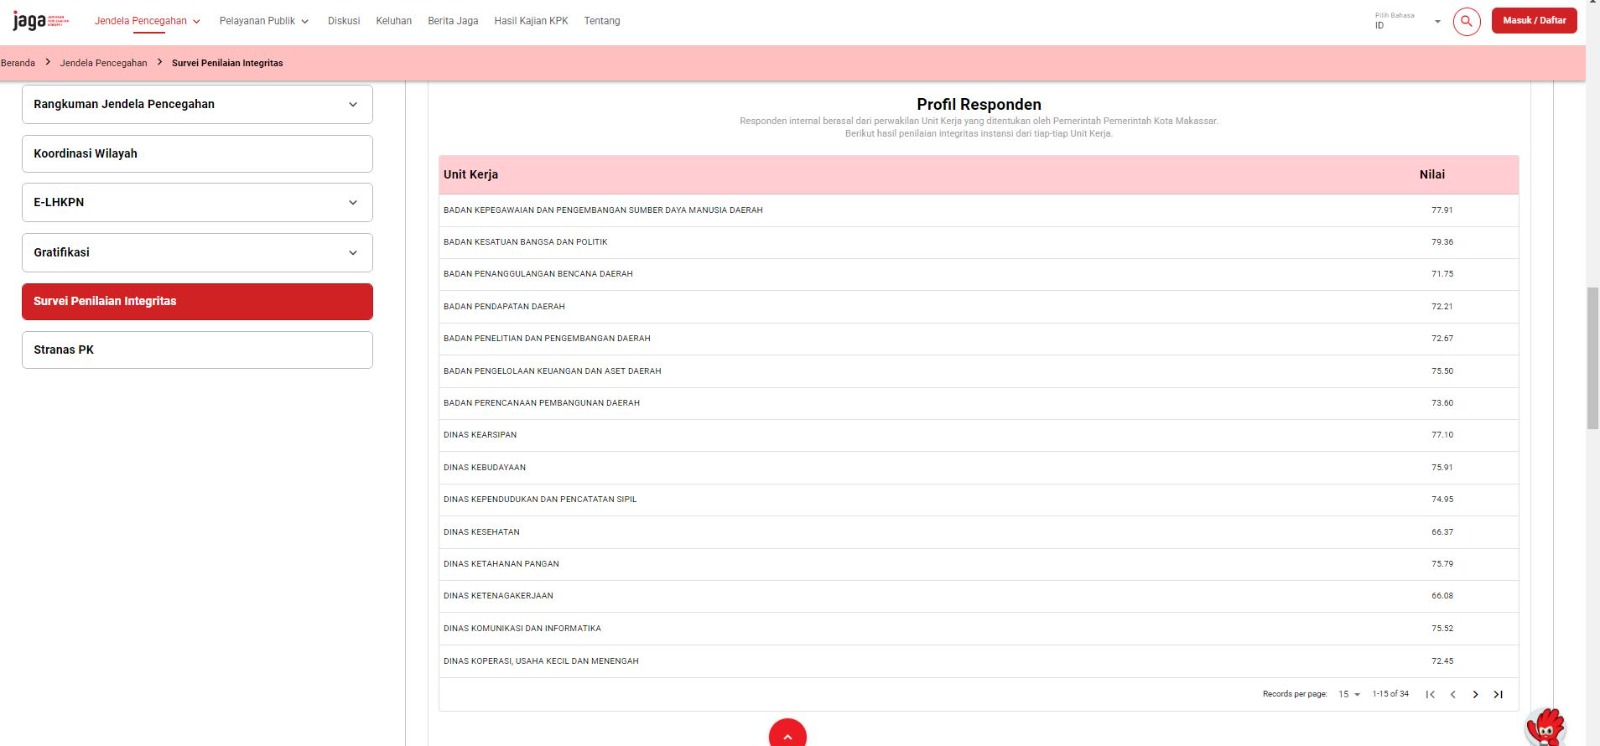 jaga
Jendela Pencegahan
Pelayanan Publik
Diskusi
Keluhan
Berita Jaga
Hasil Kajian KPK
Tentang
Pilih Bahasa
ID
Masuk / Daftar
Beranda > Jendela Pencegahan > Survei Penilaian Integritas
Rangkuman Jendela Pencegahan
Koordinasi Wilayah
E-LHKPN
Gratifikasi
Survei Penilaian Integritas
Stranas PK
Profil Responden
Responden internal berasal dari perwakilan Unit Kerja yang ditentukan oleh Pemerintah Pemerintah Kota Makassar.
Berikut hasil penilaian integritas instansi dari tiap-tiap Unit Kerja.
Unit Kerja Nilai
BADAN KEPEGAWAIAN DAN PENGEMBANGAN SUMBER DAYA MANUSIA DAERAH 77.91
BADAN KESATUAN BANGSA DAN POLITIK 79.36
BADAN PENANGGULANGAN BENCANA DAERAH 71.75
BADAN PENDAPATAN DAERAH 72.21
BADAN PENELITIAN DAN PENGEMBANGAN DAERAH 72.67
BADAN PENGELOLAAN KEUANGAN DAN ASET DAERAH 75.50
BADAN PERENCANAAN PEMBANGUNAN DAERAH 73.60
DINAS KEARSIPAN 77.10
DINAS KEBUDAYAAN 75.91
DINAS KEPENDUDUKAN DAN PENCATATAN SIPIL 74.95
DINAS KESEHATAN 66.37
DINAS KETAHANAN PANGAN 75.79
DINAS KETENAGAKERJAAN 66.08
DINAS KOMUNIKASI DAN INFORMATIKA 75.52
DINAS KOPERASI, USAHA KECIL DAN MENENGAH 72.45
Records per page: 15 1-15 of 34